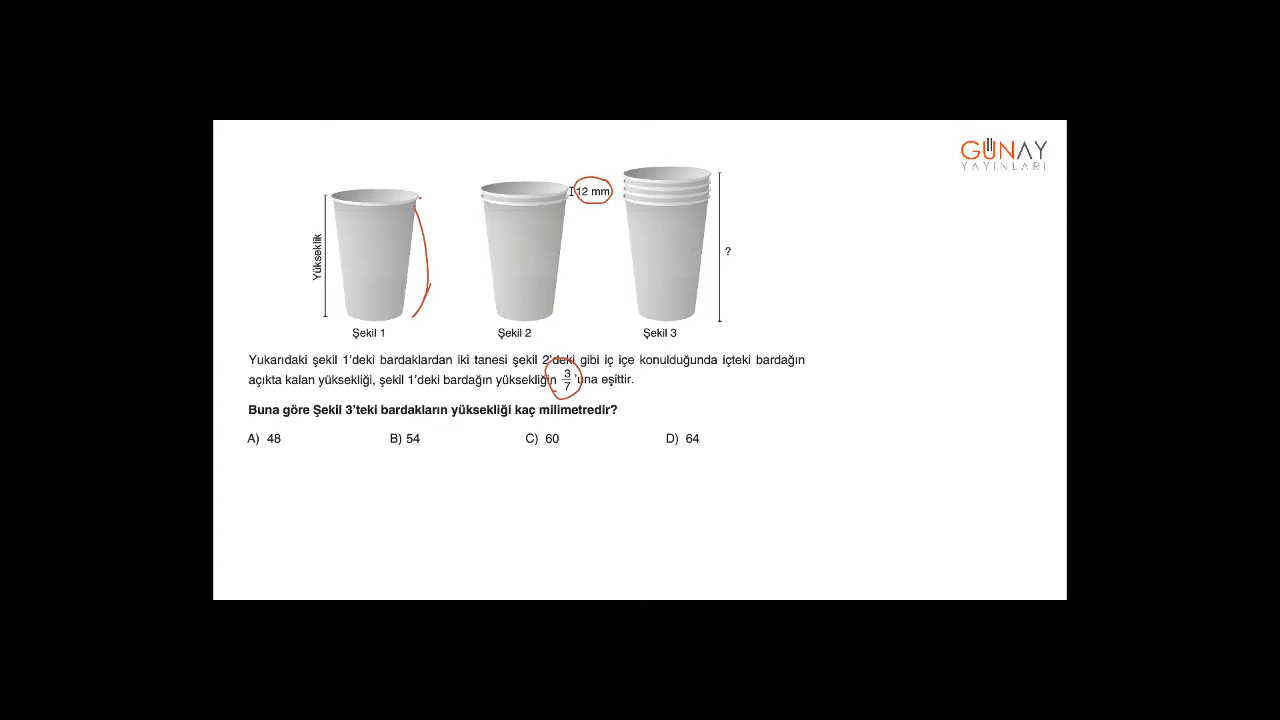 GÜNAY
YAYINLARI
12 mm
Yükseklik
?
Şekil 1
Şekil 2
Şekil 3
Yukarıdaki şekil 1'deki bardaklardan iki tanesi şekil 2'deki gibi iç içe konulduğunda içteki bardağın
açıkta kalan yüksekliği, şekil 1'deki bardağın yüksekliğin 3/7 'una eşittir.
Buna göre Şekil 3'teki bardakların yüksekliği kaç milimetredir?
A) 48
B) 54
C) 60
D) 64